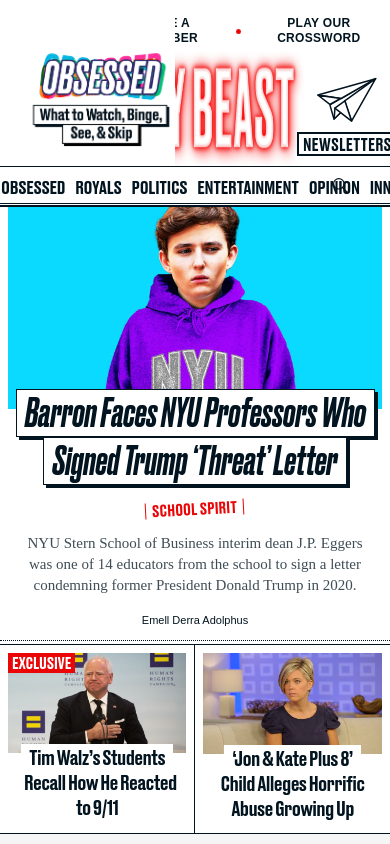 PLAY OUR
CROSSWORD
OBSESSED
What to Watch, Binge,
See, & Skip
BEAST
NEWSLETTERS
OBSESSED ROYALS POLITICS ENTERTAINMENT OPINION INN
NYU
Barron Faces NYU Professors Who
Signed Trump ‘Threat’ Letter
SCHOOL SPIRIT
NYU Stern School of Business interim dean J.P. Eggers
was one of 14 educators from the school to sign a letter
condemning former President Donald Trump in 2020.
Emell Derra Adolphus
EXCLUSIVE
HUMAN
RIGHTS
CAMPAIGN
HUMAN
Tim Walz’s Students
Recall How He Reacted
to 9/11
‘Jon & Kate Plus 8’
Child Alleges Horrific
Abuse Growing Up